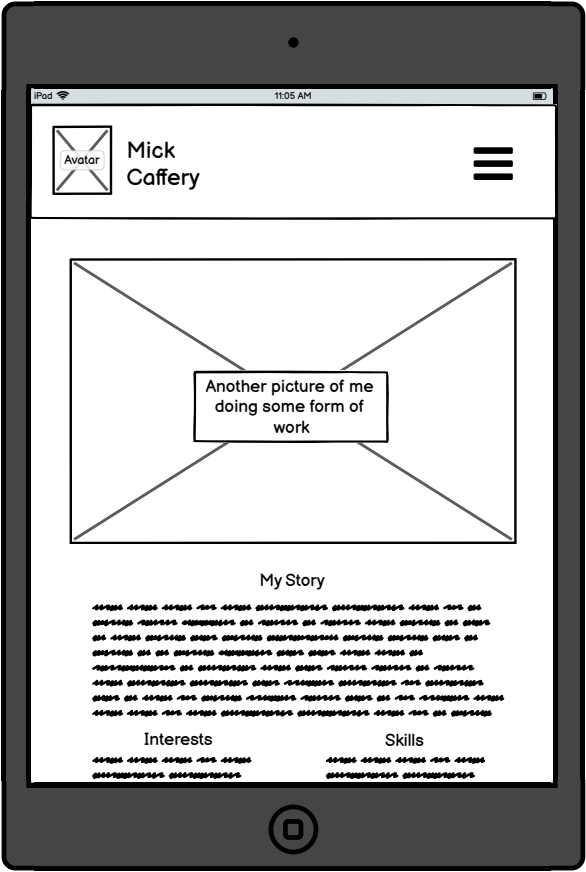 iPad 11:05 AM
Avatar
Mick
Caffery
Another picture of me
doing some form of
work
My Story
Interests Skills